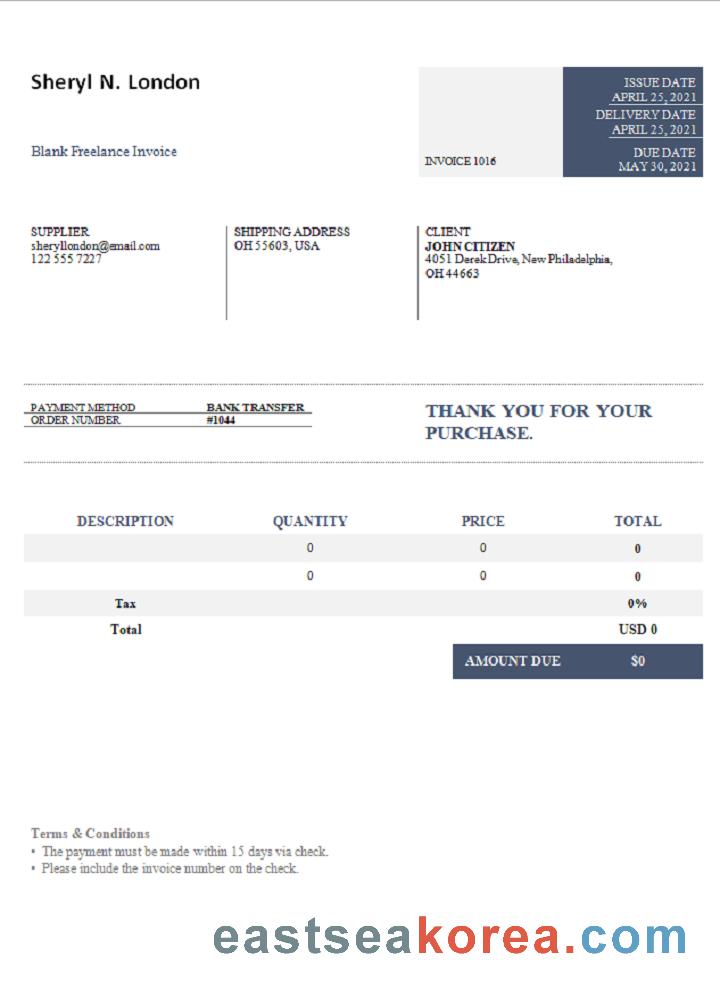 Sheryl N. London
Blank Freelance Invoice
INVOICE 1016
ISSUE DATE
APRIL 25, 2021
DELIVERY DATE
APRIL 25, 2021
DUE DATE
MAY 30, 2021
SUPPLIER
sheryllondon@email.com
122 555 7227
SHIPPING ADDRESS
OH 55603, USA
CLIENT
JOHN CITIZEN
4051 Derek Drive, New Philadelphia,
OH 44663
PAYMENT METHOD BANK TRANSFER
ORDER NUMBER #1044
THANK YOU FOR YOUR
PURCHASE.
DESCRIPTION QUANTITY PRICE TOTAL
0 0 0
0 0 0
Tax 0%
Total USD 0
AMOUNT DUE $0
Terms & Conditions
• The payment must be made within 15 days via check.
• Please include the invoice number on the check.
eastseakorea.com